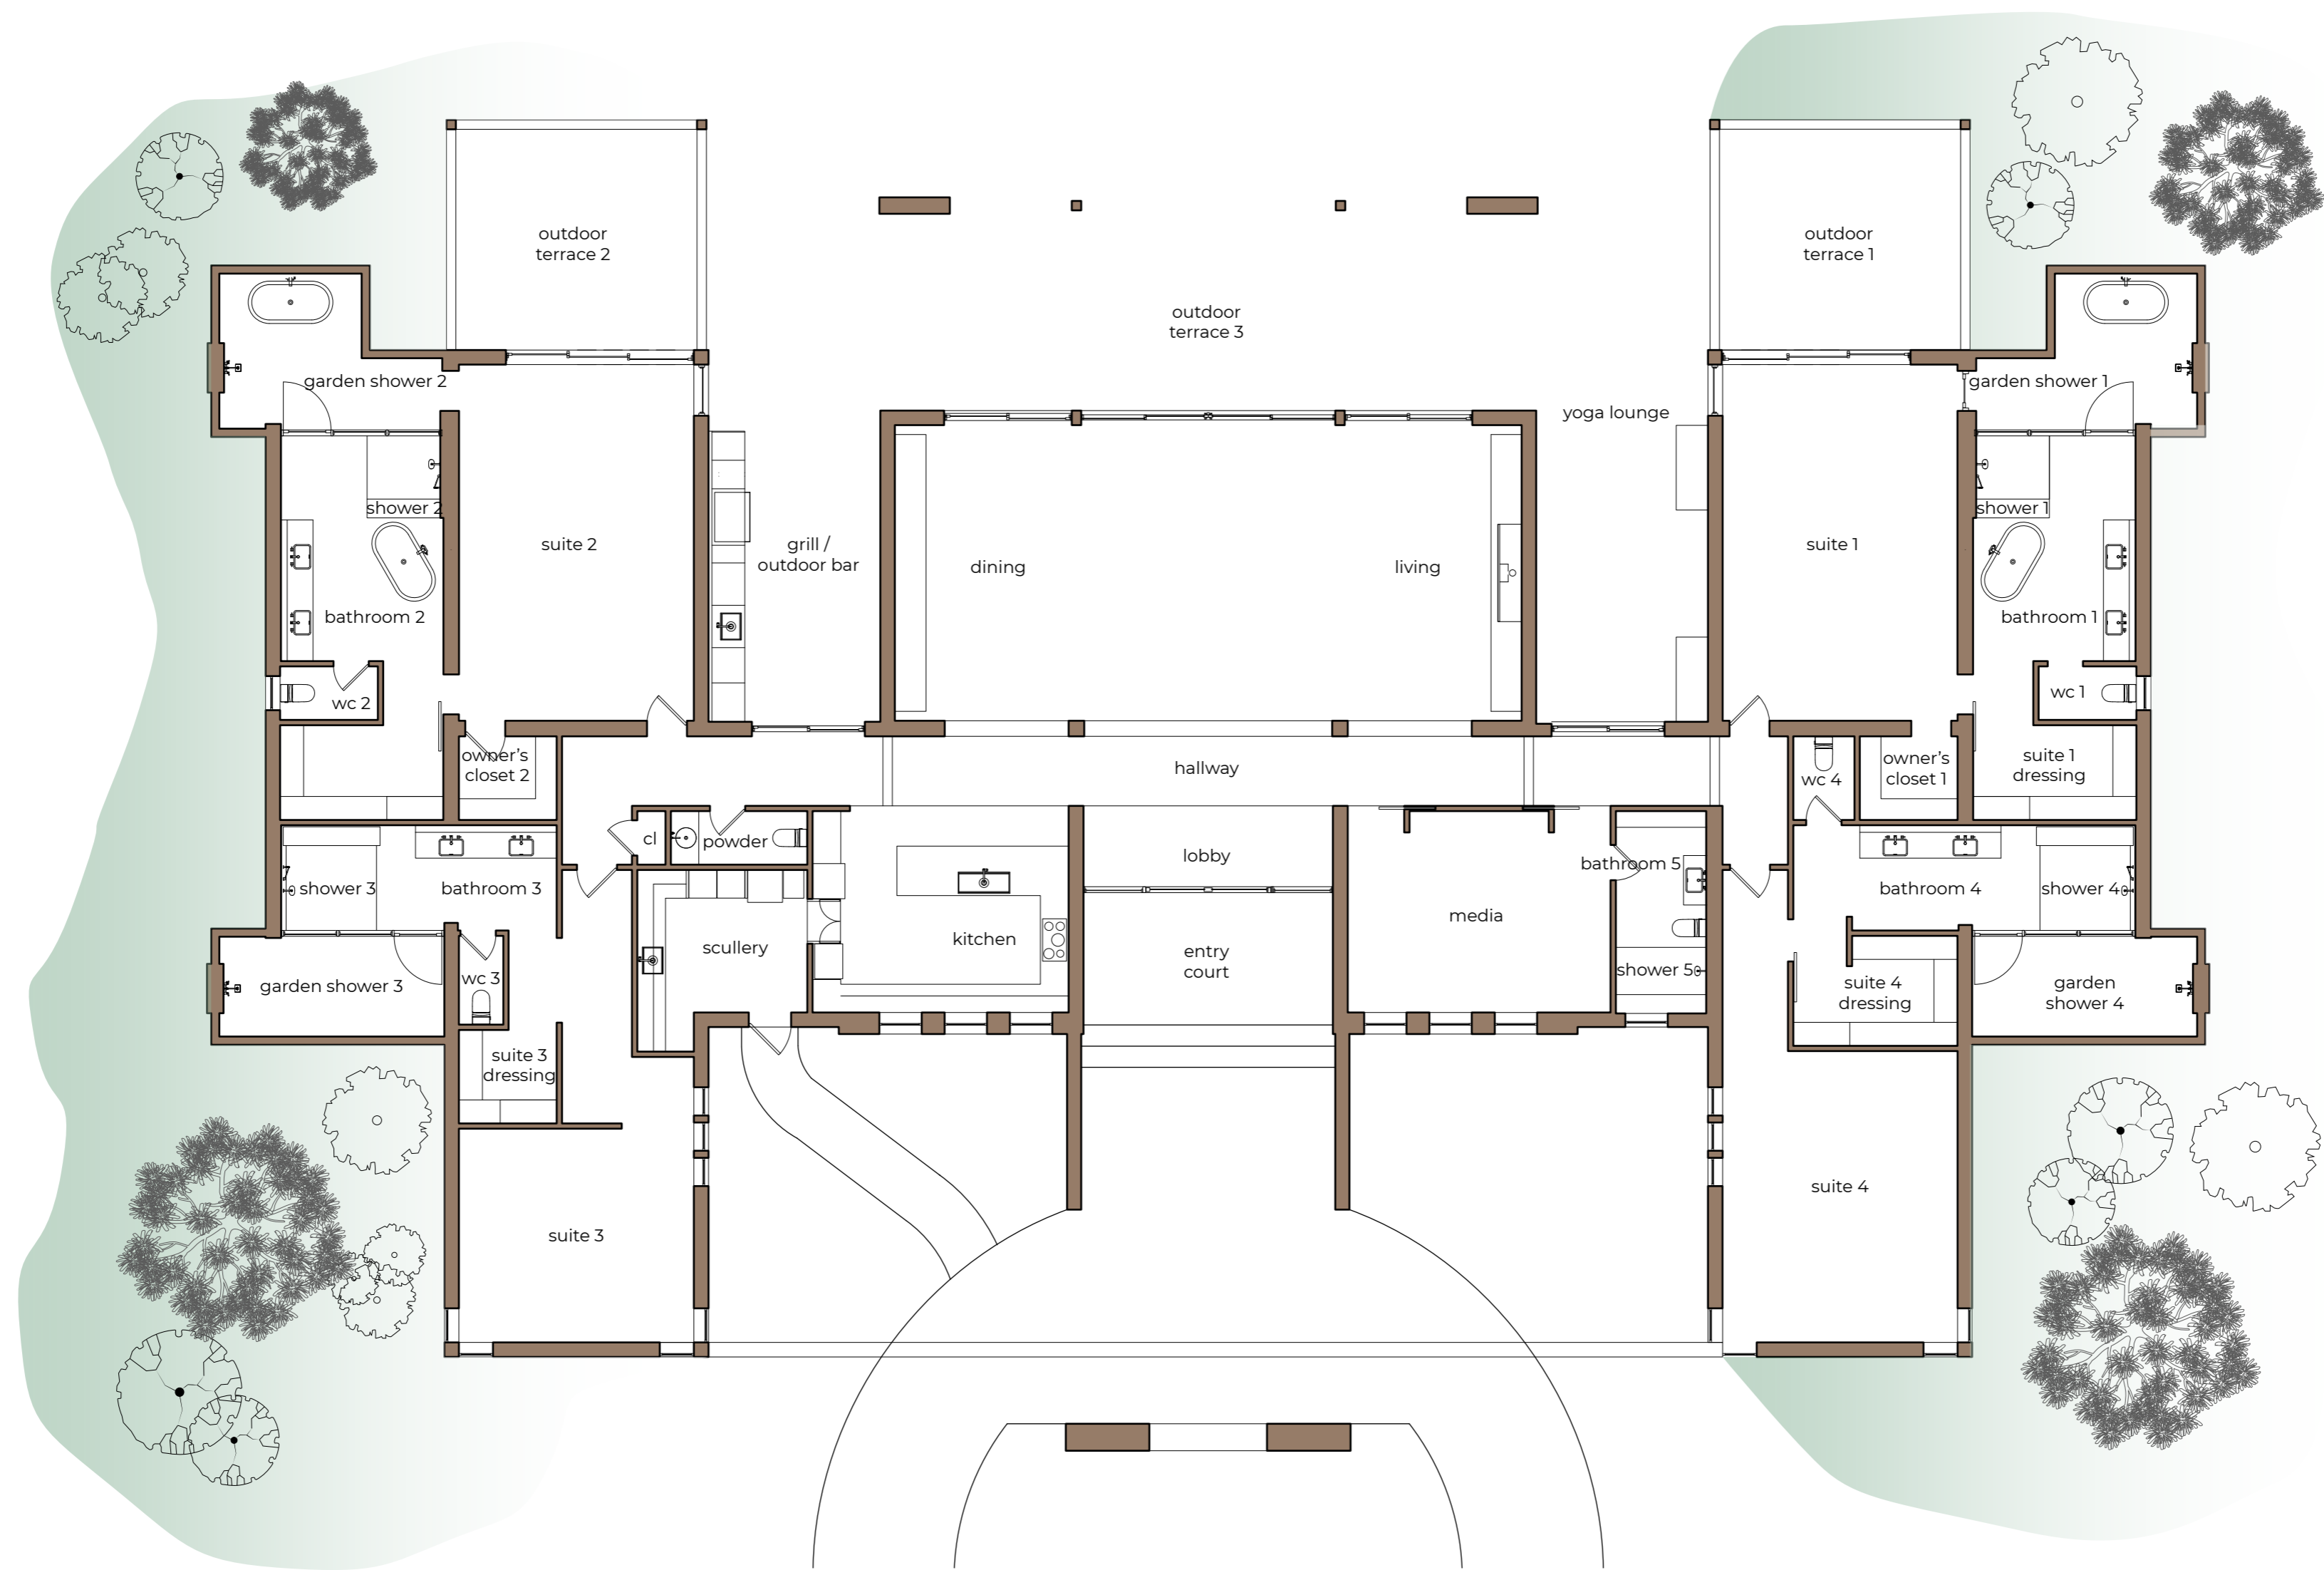 outdoor
terrace 2
outdoor
terrace 1
outdoor
terrace 3
garden shower 2
garden shower 1
yoga lounge
shower 2
shower 1
suite 2
grill /
outdoor bar
dining
living
suite 1
bathroom 2
bathroom 1
wc 2
wc 1
owner's
closet 2
hallway
wc 4
owner's
closet 1
suite 1
dressing
cl
powder
lobby
bathroom 5
shower 3
bathroom 3
bathroom 4
shower 4
media
kitchen
scullery
entry
court
shower 5
wc 3
garden shower 3
suite 4
dressing
garden
shower 4
suite 3
dressing
suite 4
suite 3